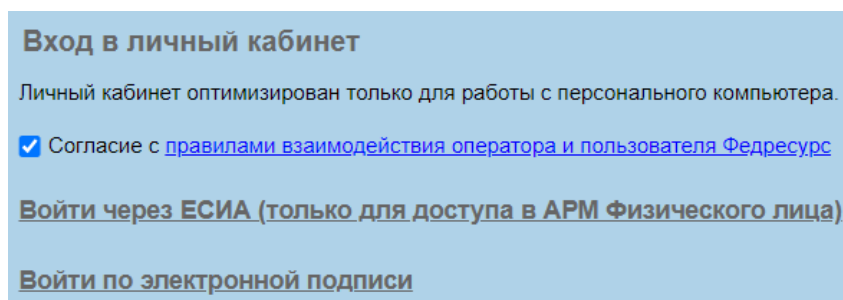 Вход в личный кабинет
Личный кабинет оптимизирован только для работы с персонального компьютера.
Согласие с правилами взаимодействия оператора и пользователя Федресурс
Войти через ЕСИА (только для доступа в АРМ Физического лица)
Войти по электронной подписи